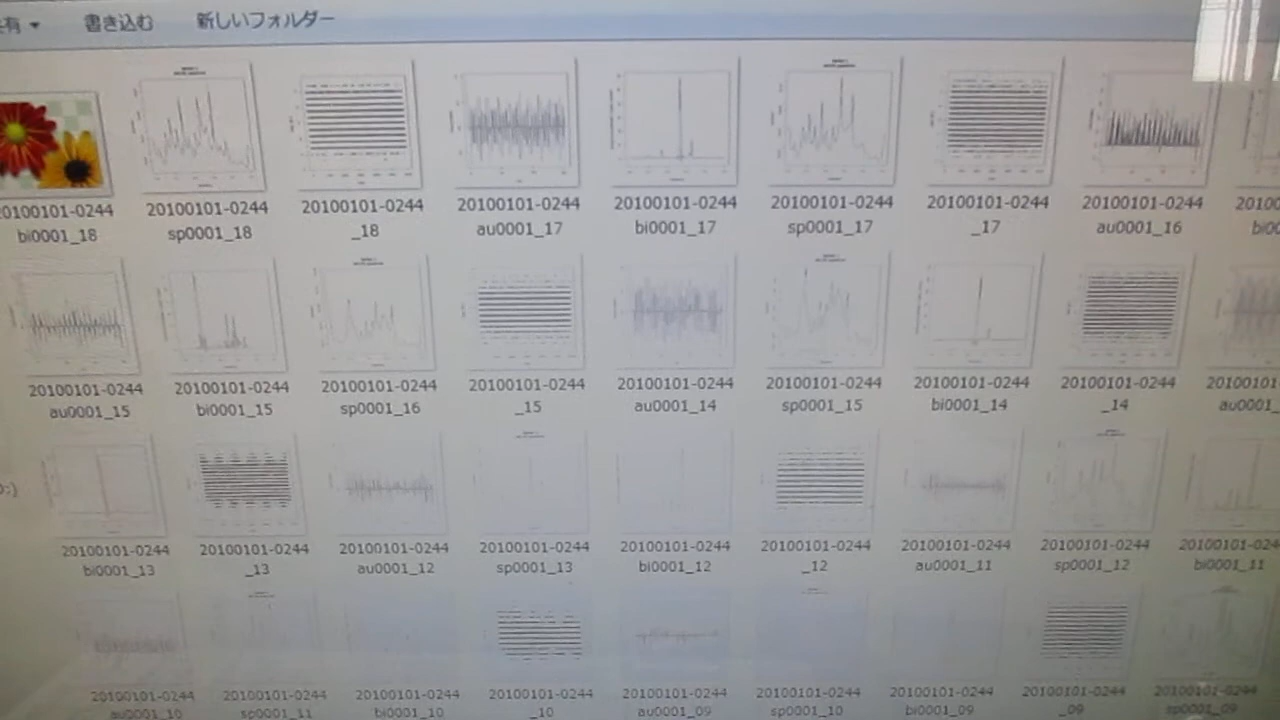 共有 書き込む 新しいフォルダー
20100101-0244 20100101-0244 20100101-0244 20100101-0244 20100101-0244 20100101-0244 20100101-0244 20100101-0244
bi0001_18 sp0001_18 _18 au0001_17 bi0001_17 sp0001_17 _17 au0001_16
20100101-0244 20100101-0244 20100101-0244 20100101-0244 20100101-0244 20100101-0244 20100101-0244 20100101-0244 20100101
au0001_15 bi0001_15 sp0001_16 _15 au0001_14 sp0001_15 bi0001_14 _14 au0001_
20100101-0244 20100101-0244 20100101-0244 20100101-0244 20100101-0244 20100101-0244 20100101-0244 20100101-0244 20100101-0244
bi0001_13 _13 au0001_12 sp0001_13 bi0001_12 _12 au0001_11 sp0001_12 bi0001_11
20100101-0244 20100101-0244 20100101-0244 20100101-0244 20100101-0244 20100101-0244 20100101-0244 20100101-0244 20100101-0244
au0001_10 sp0001_11 bi0001_10 _10 au0001_09 sp0001_10 bi0001_09 _09 sp0001_09